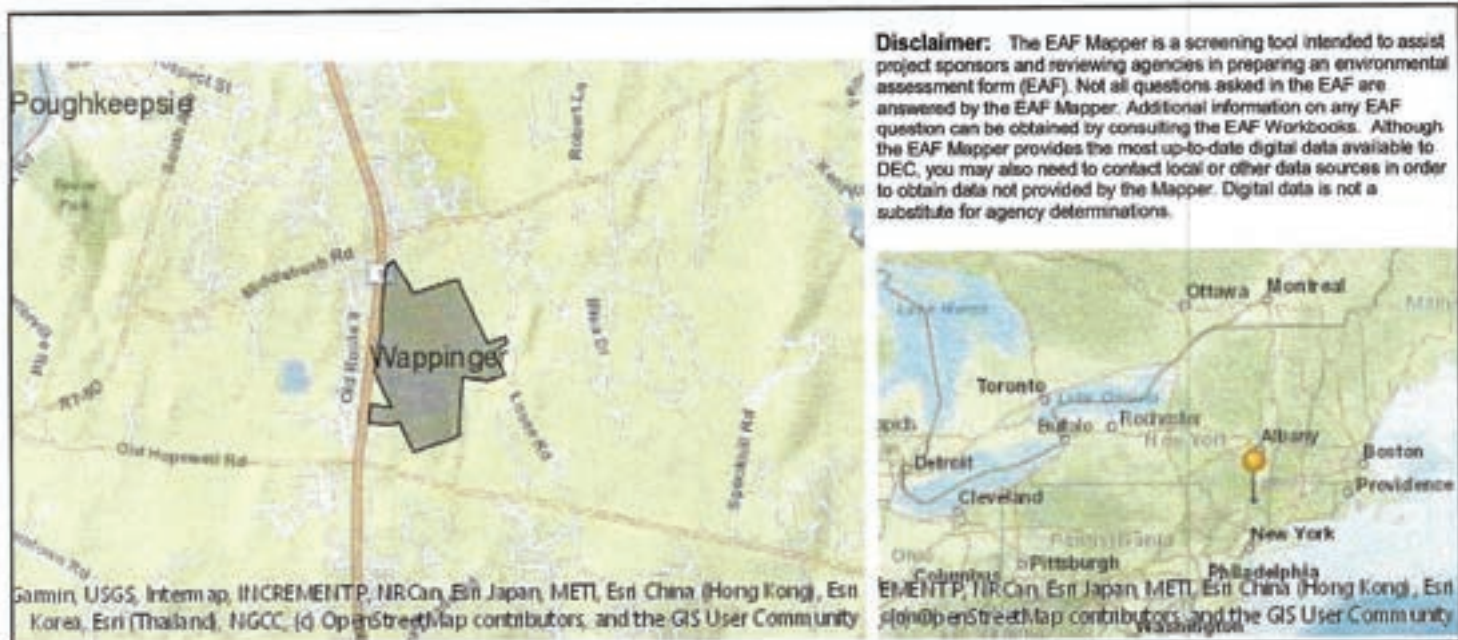 Disclaimer: The EAF Mapper is a screening tool intended to assist
project sponsors and reviewing agencies in preparing an environmental
assessment form (EAF). Not all questions asked in the EAF are
answered by the EAF Mapper. Additional information on any EAF
question can be obtained by consulting the EAF Workbooks. Although
the EAF Mapper provides the most up-to-date digital data available to
DEC, you may also need to contact local or other data sources in order
to obtain data not provided by the Mapper. Digital data is not a
substitute for agency determinations.
Poughkeepsie
Robert Ln
Middlebush Rd
Old Route 9
Wappinger
Losee Rd
Old Hopewell Rd
Garmin, USGS, Intermap, INCREMENT P, NRCan, Esri Japan, METI, Esri China (Hong Kong), Esri
Korea, Esri (Thailand), NGCC, (c) OpenStreetMap contributors, and the GIS User Community
Ottawa
Montreal
Toronto
Lake Ontario
Rochester
Buffalo
New York
Albany
Detroit
Boston
Providence
Cleveland
New York
Pennsylvania
Ohio
Pittsburgh
Columbus
Philadelphia
EMENT P, NRCan, Esri Japan, METI, Esri China (Hong Kong), Esri
OpenStreetMap contributors, and the GIS User Community
Washington